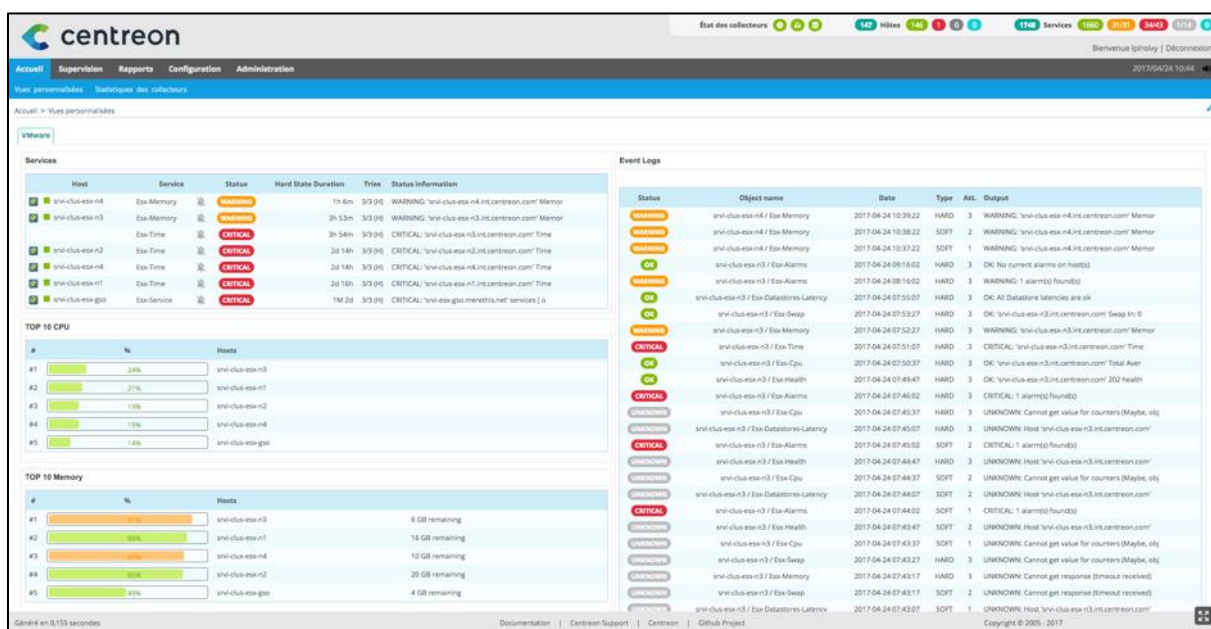 centreon
État des collecteurs
147 Hôtes 146 1 0 0
1748 Services 1660 31/31 34/43 1/14 0
Bienvenue lpinsivy | Déconnexion
Accueil Supervision Rapports Configuration Administration 2017/04/24 10:44
Vues personnalisées Statistiques des collecteurs
Accueil > Vues personnalisées
VMware
Services
Host Service Status Hard State Duration Tries Status information
srvi-clus-esx-n4 Esx-Memory WARNING 1h 6m 3/3 (H) WARNING: 'srvi-clus-esx-n4.int.centreon.com' Memor
srvi-clus-esx-n3 Esx-Memory WARNING 3h 53m 3/3 (H) WARNING: 'srvi-clus-esx-n3.int.centreon.com' Memor
Esx-Time CRITICAL 3h 54m 3/3 (H) CRITICAL: 'srvi-clus-esx-n3.int.centreon.com' Time
srvi-clus-esx-n2 Esx-Time CRITICAL 2d 14h 3/3 (H) CRITICAL: 'srvi-clus-esx-n2.int.centreon.com' Time
srvi-clus-esx-n4 Esx-Time CRITICAL 2d 14h 3/3 (H) CRITICAL: 'srvi-clus-esx-n4.int.centreon.com' Time
srvi-clus-esx-n1 Esx-Time CRITICAL 2d 16h 3/3 (H) CRITICAL: 'srvi-clus-esx-n1.int.centreon.com' Time
srvi-clus-esx-gso Esx-Service CRITICAL 1M 2d 3/3 (H) CRITICAL: 'srvi-esx-gso.merethis.net' services [ o
TOP 10 CPU
# % Hosts
#1 24% srvi-clus-esx-n3
#2 21% srvi-clus-esx-n1
#3 19% srvi-clus-esx-n2
#4 srvi-clus-esx-n4
#5 14% srvi-clus-esx-gso
TOP 10 Memory
# % Hosts
#1 srvi-clus-esx-n3 6 GB remaining
#2 srvi-clus-esx-n1 16 GB remaining
#3 srvi-clus-esx-n4 10 GB remaining
#4 srvi-clus-esx-n2 20 GB remaining
#5 srvi-clus-esx-gso 4 GB remaining
Event Logs
Status Object name Date Type Att. Output
WARNING srvi-clus-esx-n4 / Esx-Memory 2017-04-24 10:39:22 HARD 3 WARNING: 'srvi-clus-esx-n4.int.centreon.com' Memor
WARNING srvi-clus-esx-n4 / Esx-Memory 2017-04-24 10:38:22 SOFT 2 WARNING: 'srvi-clus-esx-n4.int.centreon.com' Memor
WARNING srvi-clus-esx-n4 / Esx-Memory 2017-04-24 10:37:22 SOFT 1 WARNING: 'srvi-clus-esx-n4.int.centreon.com' Memor
OK srvi-clus-esx-n3 / Esx-Alarms 2017-04-24 09:16:02 HARD 3 OK: No current alarms on host(s)
WARNING srvi-clus-esx-n3 / Esx-Alarms 2017-04-24 08:16:02 HARD 3 WARNING: 1 alarm(s) found(s)
OK srvi-clus-esx-n3 / Esx-Datastores-Latency 2017-04-24 07:55:07 HARD 3 OK: All Datastore latencies are ok
OK srvi-clus-esx-n3 / Esx-Swap 2017-04-24 07:53:27 HARD 3 OK: 'srvi-clus-esx-n3.int.centreon.com' Swap In: 0
WARNING srvi-clus-esx-n3 / Esx-Memory 2017-04-24 07:52:27 HARD 3 WARNING: 'srvi-clus-esx-n3.int.centreon.com' Memor
CRITICAL srvi-clus-esx-n3 / Esx-Time 2017-04-24 07:51:07 HARD 3 CRITICAL: 'srvi-clus-esx-n3.int.centreon.com' Time
OK srvi-clus-esx-n3 / Esx-Cpu 2017-04-24 07:50:37 HARD 3 OK: 'srvi-clus-esx-n3.int.centreon.com' Total Aver
OK srvi-clus-esx-n3 / Esx-Health 2017-04-24 07:49:47 HARD 3 OK: 'srvi-clus-esx-n3.int.centreon.com' 202 health
CRITICAL srvi-clus-esx-n3 / Esx-Alarms 2017-04-24 07:46:02 HARD 3 CRITICAL: 1 alarm(s) found(s)
UNKNOWN srvi-clus-esx-n3 / Esx-Cpu 2017-04-24 07:45:37 HARD 3 UNKNOWN: Cannot get value for counters (Maybe, obj
UNKNOWN srvi-clus-esx-n3 / Esx-Datastores-Latency 2017-04-24 07:45:07 HARD 3 UNKNOWN: Host 'srvi-clus-esx-n3.int.centreon.com'
CRITICAL srvi-clus-esx-n3 / Esx-Alarms 2017-04-24 07:45:02 SOFT 2 CRITICAL: 1 alarm(s) found(s)
UNKNOWN srvi-clus-esx-n3 / Esx-Health 2017-04-24 07:44:47 HARD 3 UNKNOWN: Host 'srvi-clus-esx-n3.int.centreon.com'
UNKNOWN srvi-clus-esx-n3 / Esx-Cpu 2017-04-24 07:44:37 SOFT 2 UNKNOWN: Cannot get value for counters (Maybe, obj
UNKNOWN srvi-clus-esx-n3 / Esx-Datastores-Latency 2017-04-24 07:44:07 SOFT 2 UNKNOWN: Host 'srvi-clus-esx-n3.int.centreon.com'
CRITICAL srvi-clus-esx-n3 / Esx-Alarms 2017-04-24 07:44:02 SOFT 1 CRITICAL: 1 alarm(s) found(s)
UNKNOWN srvi-clus-esx-n3 / Esx-Health 2017-04-24 07:43:47 SOFT 2 UNKNOWN: Host 'srvi-clus-esx-n3.int.centreon.com'
UNKNOWN srvi-clus-esx-n3 / Esx-Cpu 2017-04-24 07:43:37 SOFT 1 UNKNOWN: Cannot get value for counters (Maybe, obj
UNKNOWN srvi-clus-esx-n3 / Esx-Swap 2017-04-24 07:43:27 HARD 3 UNKNOWN: Cannot get value for counters (Maybe, obj
UNKNOWN srvi-clus-esx-n3 / Esx-Memory 2017-04-24 07:43:17 HARD 3 UNKNOWN: Cannot get response (timeout received)
UNKNOWN srvi-clus-esx-n3 / Esx-Swap 2017-04-24 07:43:17 SOFT 2 UNKNOWN: Cannot get response (timeout received)
UNKNOWN srvi-clus-esx-n3 / Esx-Datastores-Latency 2017-04-24 07:43:07 SOFT 1 UNKNOWN: Host 'srvi-clus-esx-n3.int.centreon.com'
Généré en 0,155 secondes Documentation | Centreon Support | Centreon | Github Project Copyright © 2005 - 2017